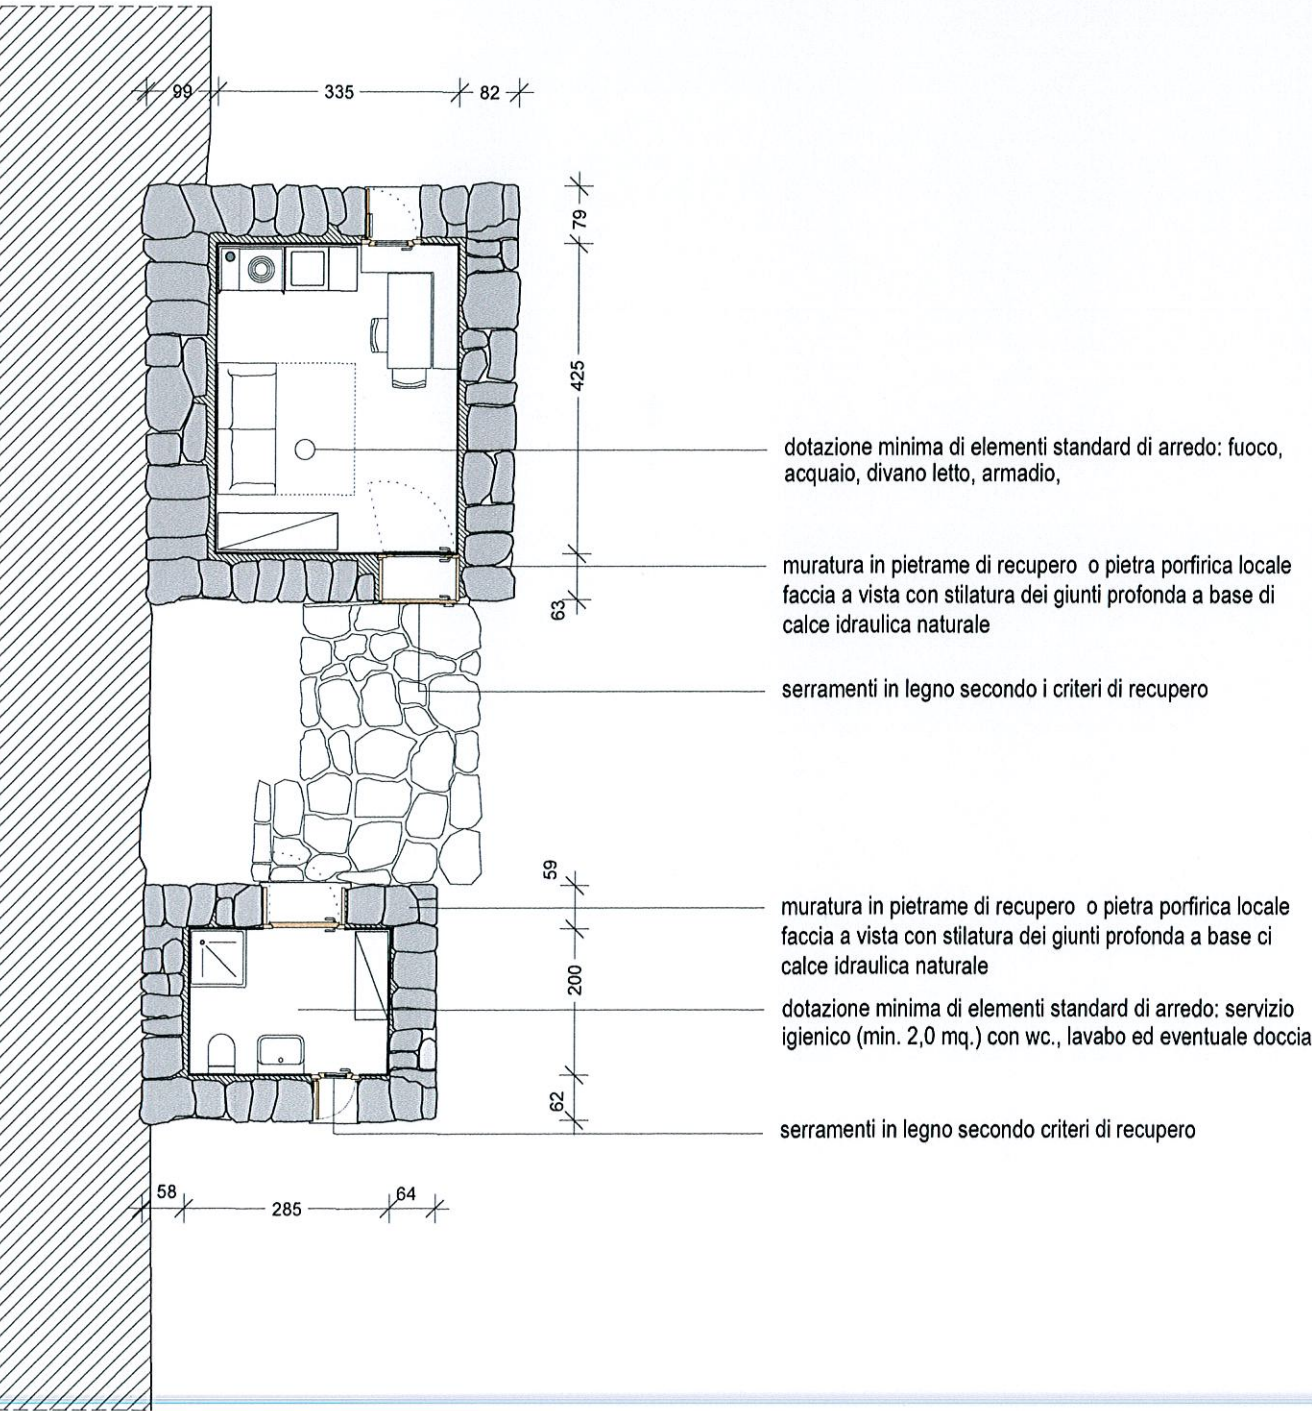 99 335 82
79
425
63
dotazione minima di elementi standard di arredo: fuoco,
acquaio, divano letto, armadio,
muratura in pietrame di recupero o pietra porfirica locale
faccia a vista con stilatura dei giunti profonda a base di
calce idraulica naturale
serramenti in legno secondo i criteri di recupero
59
200
62
muratura in pietrame di recupero o pietra porfirica locale
faccia a vista con stilatura dei giunti profonda a base ci
calce idraulica naturale
dotazione minima di elementi standard di arredo: servizio
igienico (min. 2,0 mq.) con wc., lavabo ed eventuale doccia
serramenti in legno secondo criteri di recupero
58 285 64